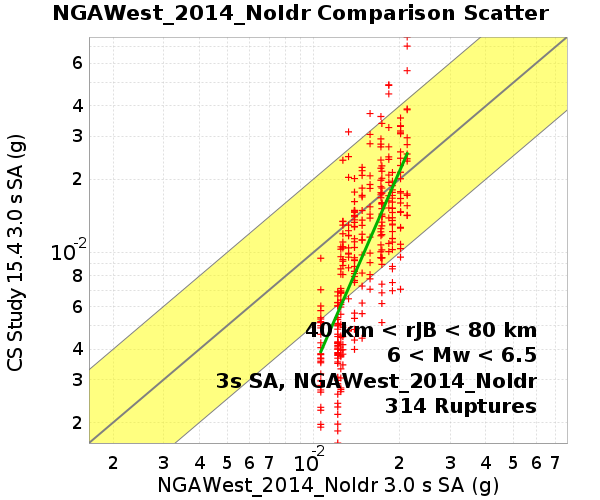 NGAWest_2014_NoIdr Comparison Scatter
CS Study 15.4 3.0 s SA (g)
6
4
3
2
10^-2
8
6
4
3
2
40 km < rJB < 80 km
6 < Mw < 6.5
3s SA, NGAWest_2014_NoIdr
314 Ruptures
2 3 4 5 6 7 10^-2 2 3 4 5 6 7
NGAWest_2014_NoIdr 3.0 s SA (g)